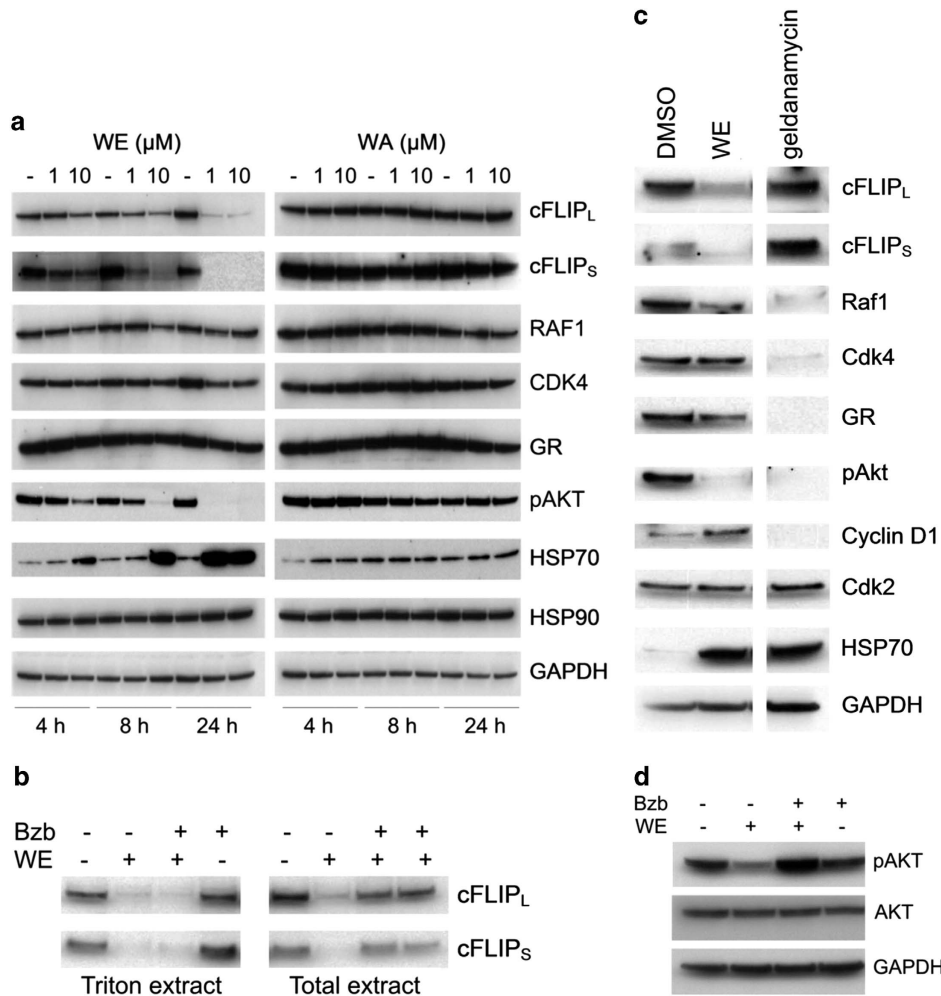 a
WE (µM)
- 1 10 - 1 10 - 1 10
WA (µM)
- 1 10 - 1 10 - 1 10
cFLIPL
cFLIPS
RAF1
CDK4
GR
pAKT
HSP70
HSP90
GAPDH
4 h 8 h 24 h
4 h 8 h 24 h
b
Bzb - - + + - - + +
WE - + + - - + + +
cFLIPL
cFLIPS
Triton extract
Total extract
c
DMSO
WE
geldanamycin
cFLIPL
cFLIPS
Raf1
Cdk4
GR
pAkt
Cyclin D1
Cdk2
HSP70
GAPDH
d
Bzb - - + +
WE - + + -
pAKT
AKT
GAPDH